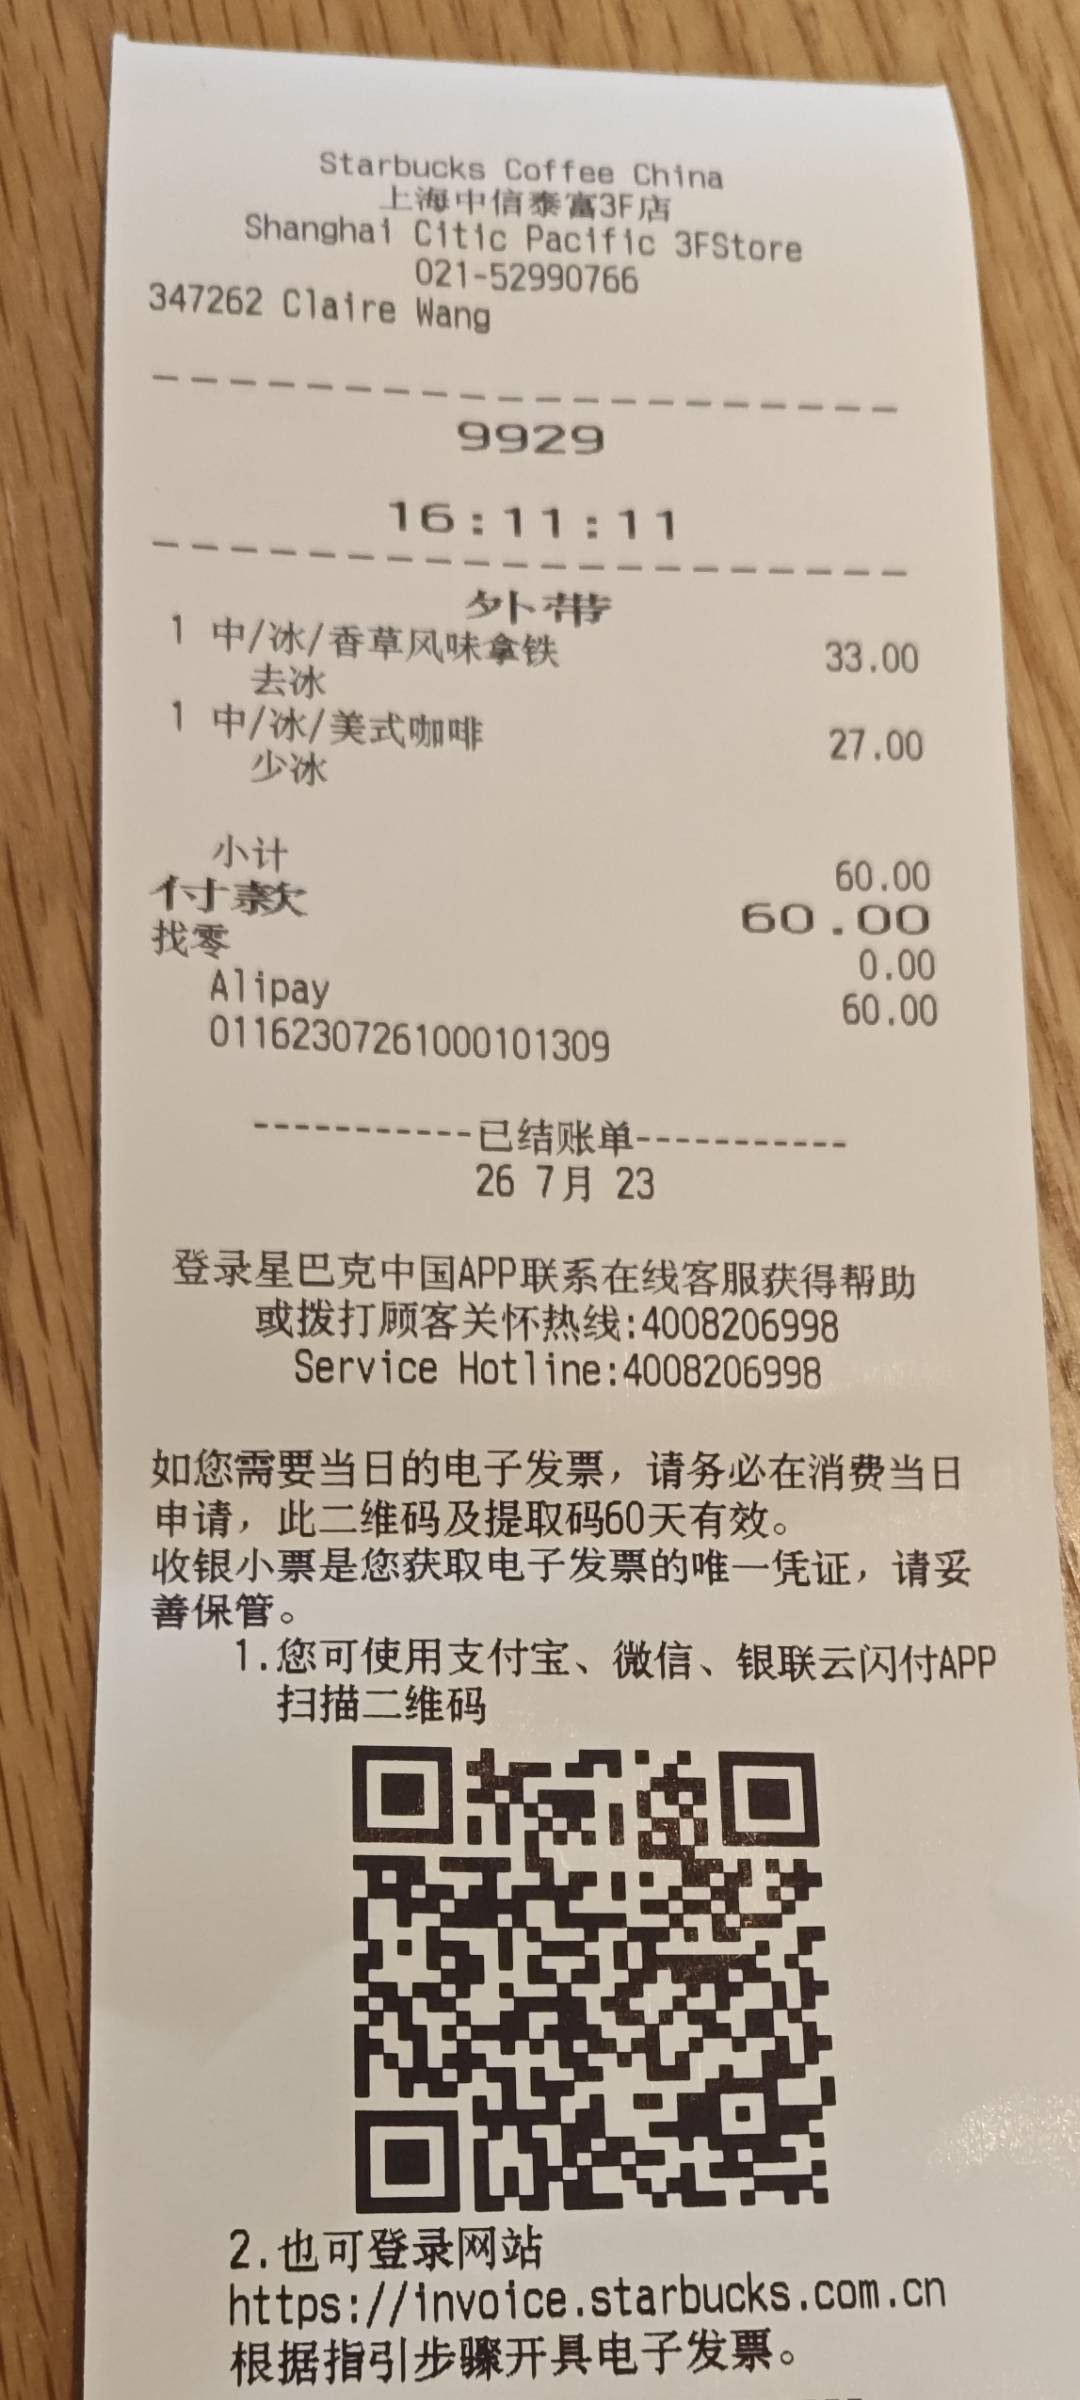 Starbucks Coffee China
上海中信泰富3F店
Shanghai Citic Pacific 3FStore
021-52990766
347262 Claire Wang
9929
16:11:11
外带
1 中/冰/香草风味拿铁 33.00
去冰
1 中/冰/美式咖啡 27.00
少冰
小计 60.00
付款 60.00
找零 0.00
Alipay 60.00
01162307261000101309
-----------已结账单-----------
26 7月 23
登录星巴克中国APP联系在线客服获得帮助
或拨打顾客关怀热线:4008206998
Service Hotline:4008206998
如您需要当日的电子发票，请务必在消费当日
申请，此二维码及提取码60天有效。
收银小票是您获取电子发票的唯一凭证，请妥
善保管。
1.您可使用支付宝、微信、银联云闪付APP
扫描二维码
2.也可登录网站
https://invoice.starbucks.com.cn
根据指引步骤开具电子发票。